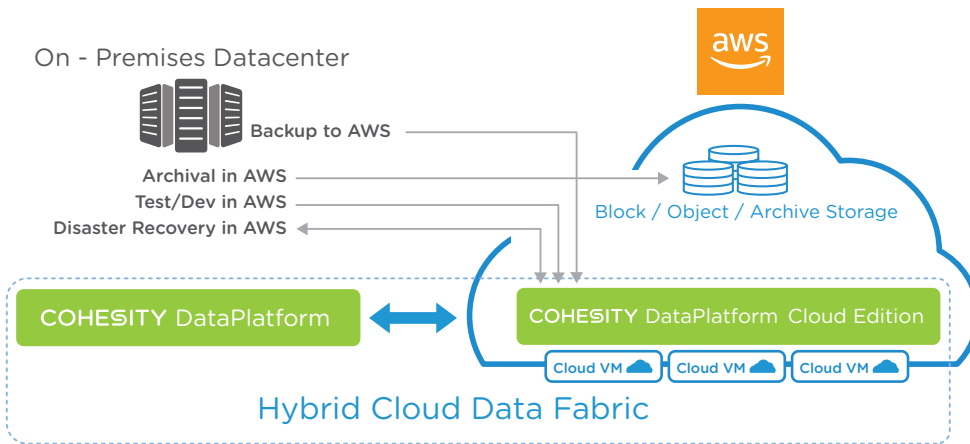 aws
On - Premises Datacenter
Backup to AWS
Archival in AWS
Test/Dev in AWS
Disaster Recovery in AWS
Block / Object / Archive Storage
COHESITY DataPlatform
COHESITY DataPlatform Cloud Edition
Cloud VM
Cloud VM
Cloud VM
Hybrid Cloud Data Fabric